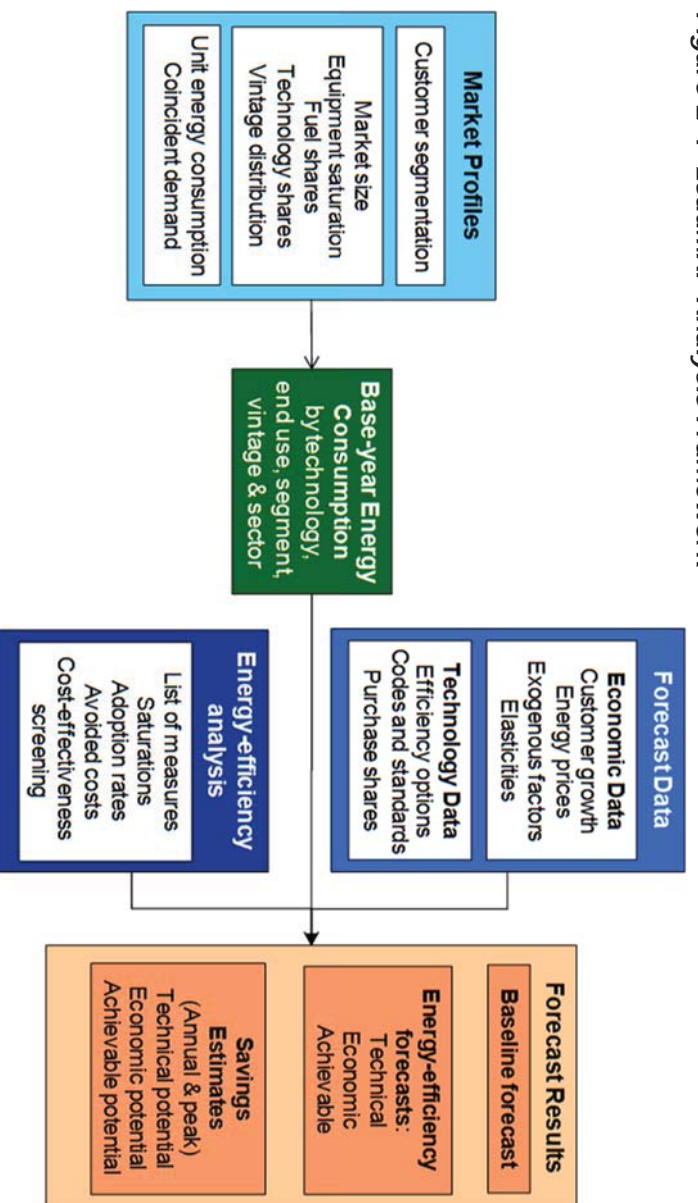 Market Profiles
Customer segmentation
Market size
Equipment saturation
Fuel shares
Technology shares
Vintage distribution
Unit energy consumption
Coincident demand
Base-year Energy
Consumption
by technology,
end use, segment,
vintage & sector
Forecast Data
Economic Data
Customer growth
Energy prices
Exogenous factors
Elasticities
Technology Data
Efficiency options
Codes and standards
Purchase shares
Energy-efficiency
analysis
List of measures
Saturations
Adoption rates
Avoided costs
Cost-effectiveness
screening
Forecast Results
Baseline forecast
Energy-efficiency
forecasts:
Technical
Economic
Achievable
Savings
Estimates
(Annual & peak)
Technical potential
Economic potential
Achievable potential